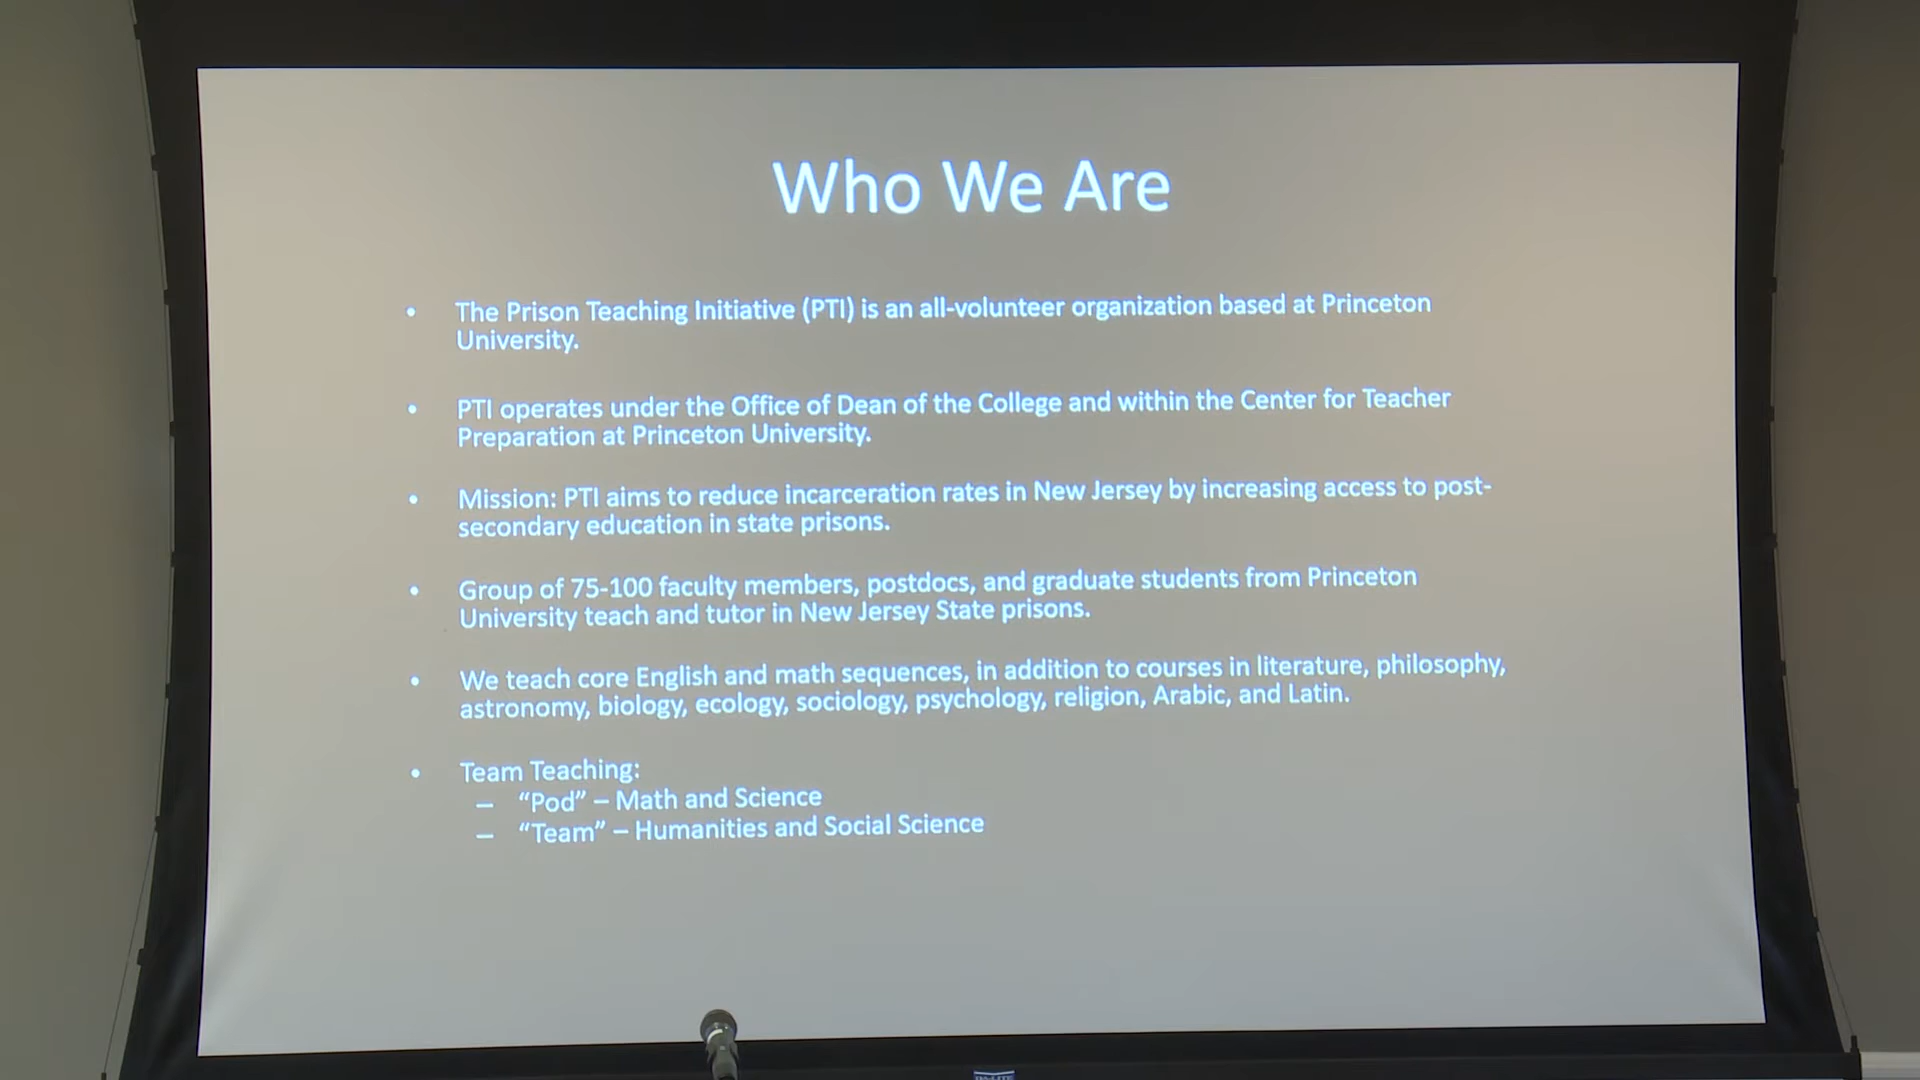 Who We Are
• The Prison Teaching Initiative (PTI) is an all-volunteer organization based at Princeton
University.
• PTI operates under the Office of Dean of the College and within the Center for Teacher
Preparation at Princeton University.
• Mission: PTI aims to reduce incarceration rates in New Jersey by increasing access to post-
secondary education in state prisons.
• Group of 75-100 faculty members, postdocs, and graduate students from Princeton
University teach and tutor in New Jersey State prisons.
• We teach core English and math sequences, in addition to courses in literature, philosophy,
astronomy, biology, ecology, sociology, psychology, religion, Arabic, and Latin.
• Team Teaching:
– “Pod” – Math and Science
– “Team” – Humanities and Social Science